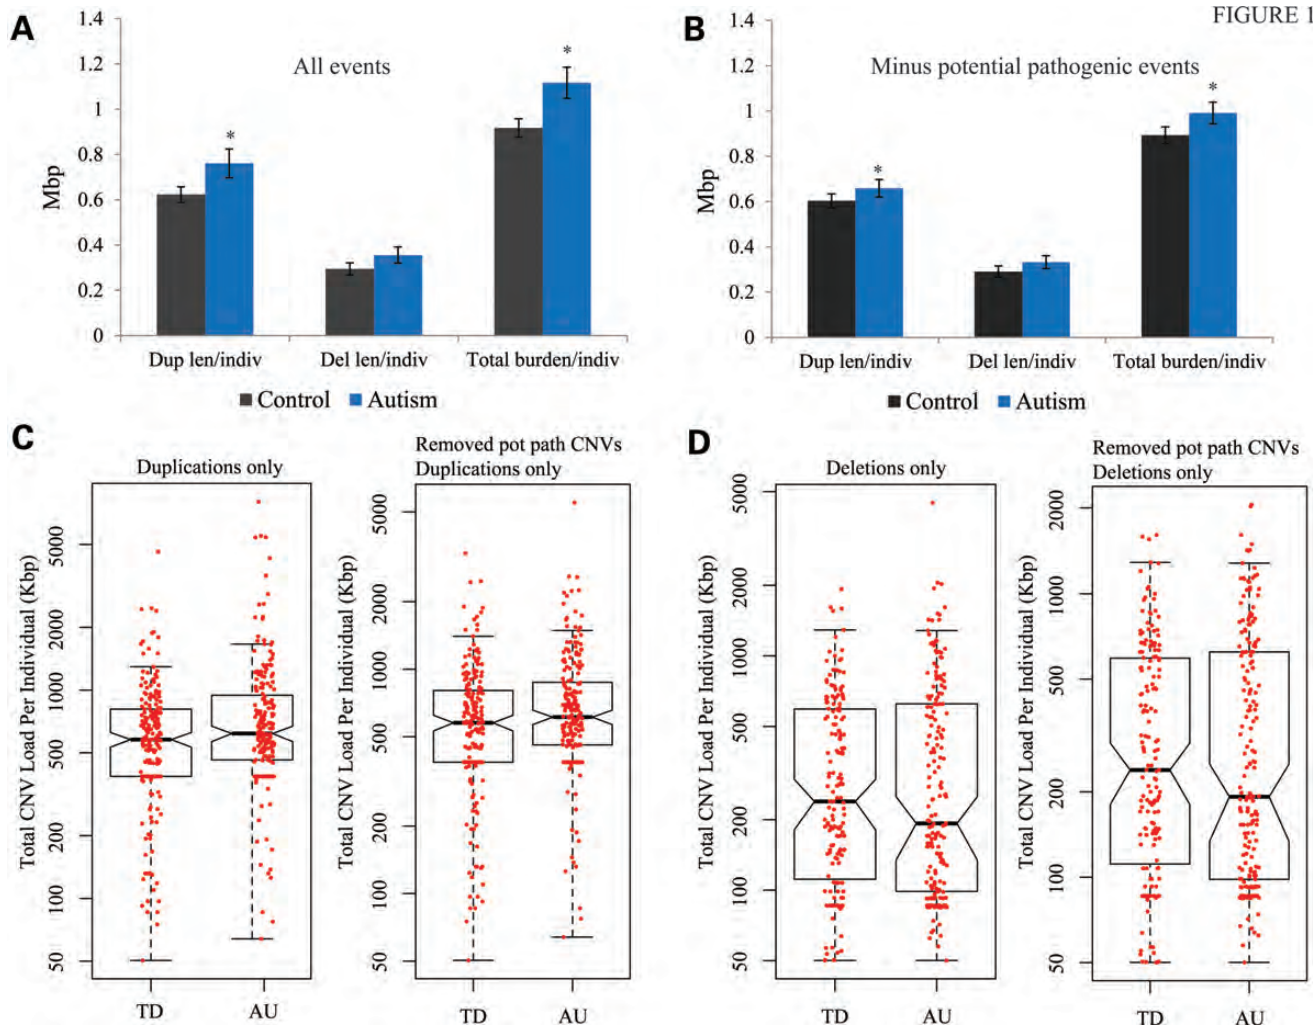 FIGURE 1
A
All events
Mbp
1.4
1.2
1
0.8
0.6
0.4
0.2
0
*
*
Dup len/indiv
Del len/indiv
Total burden/indiv
Control
Autism
B
Minus potential pathogenic events
Mbp
1.4
1.2
1
0.8
0.6
0.4
0.2
0
*
*
Dup len/indiv
Del len/indiv
Total burden/indiv
Control
Autism
C
Duplications only
Total CNV Load Per Individual (Kbp)
5000
2000
1000
500
200
100
50
TD
AU
Removed pot path CNVs
Duplications only
Total CNV Load Per Individual (Kbp)
5000
2000
1000
500
200
100
50
TD
AU
D
Deletions only
Total CNV Load Per Individual (Kbp)
5000
2000
1000
500
200
100
50
TD
AU
Removed pot path CNVs
Deletions only
Total CNV Load Per Individual (Kbp)
2000
1000
500
200
100
50
TD
AU